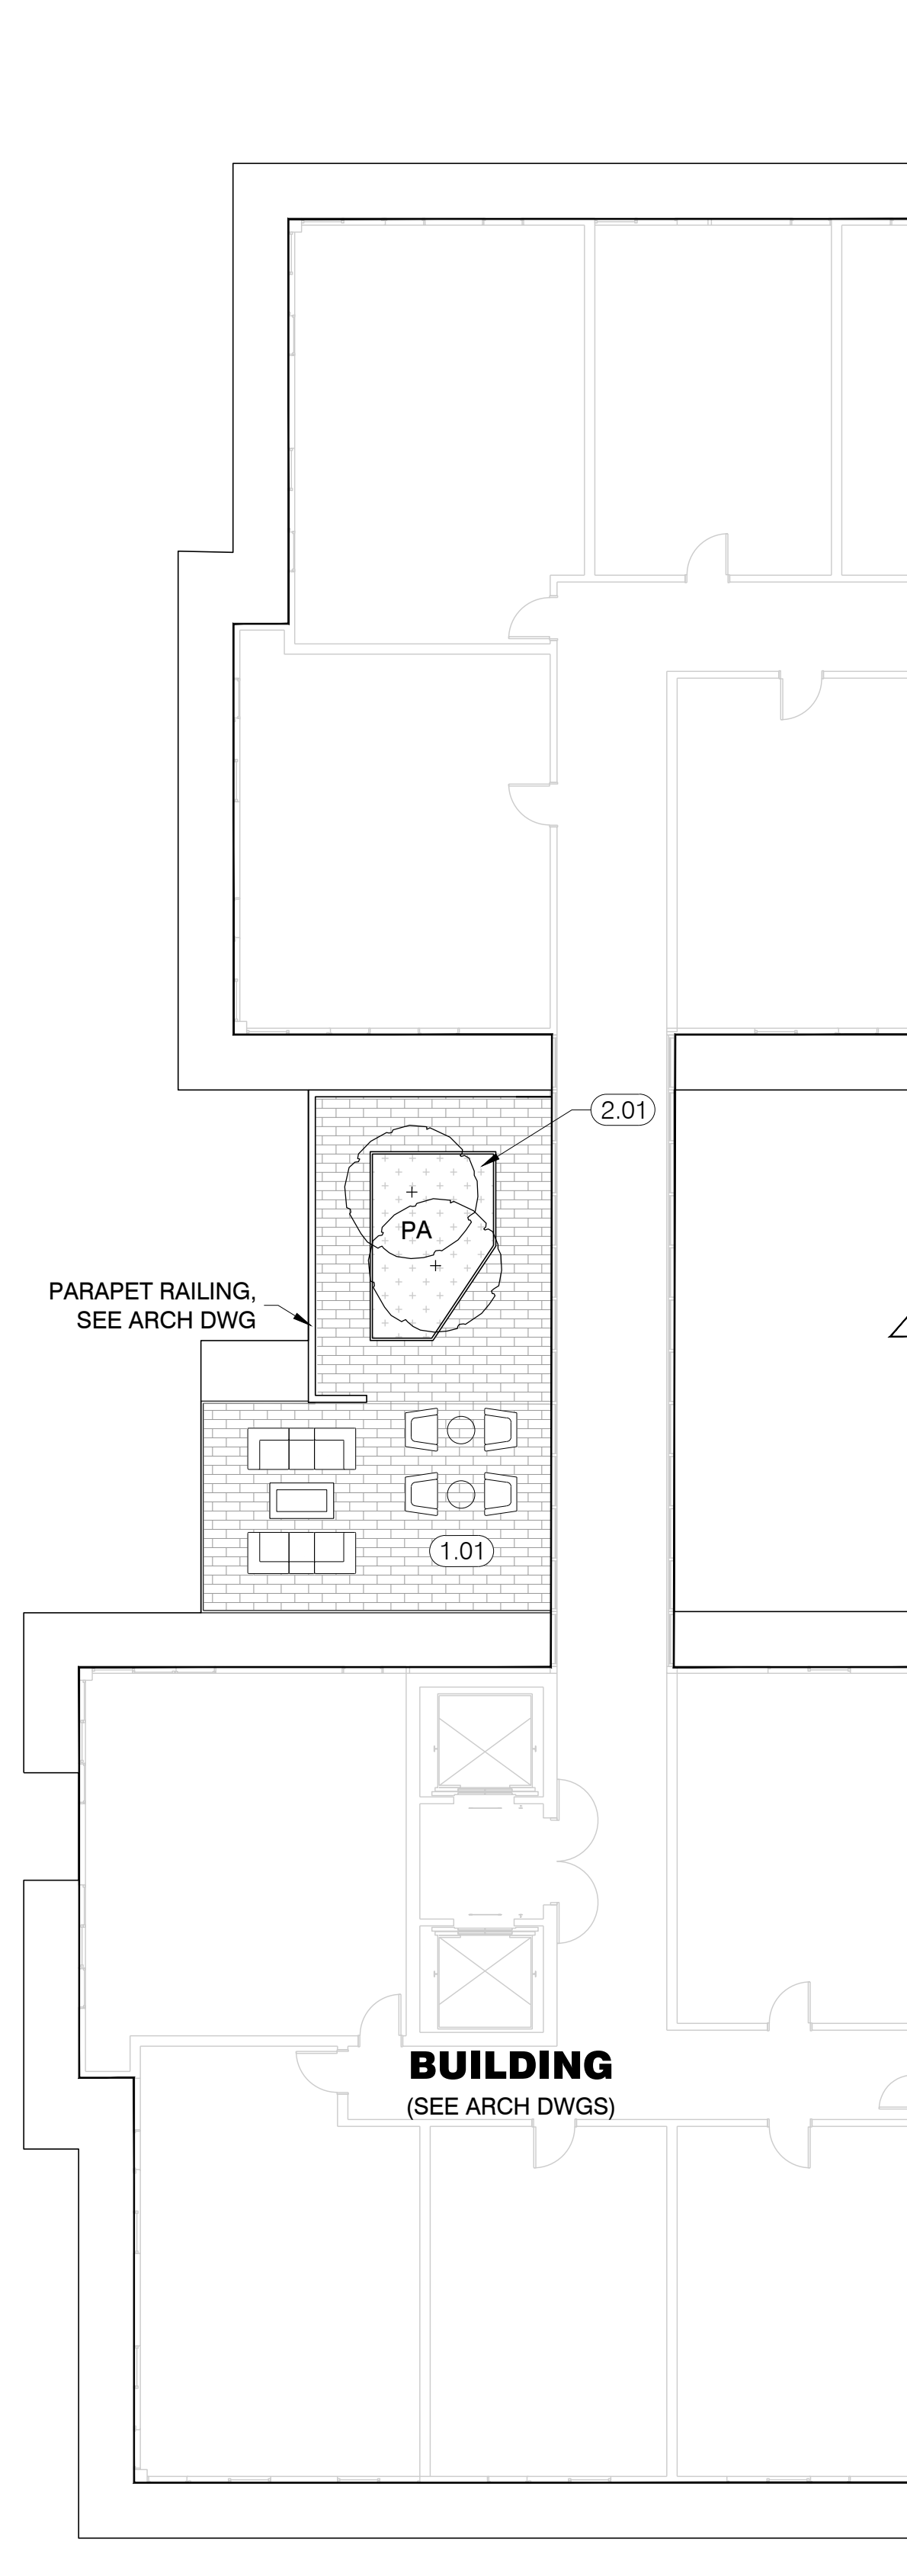 2.01
PA
PARAPET RAILING,
SEE ARCH DWG
1.01
BUILDING
(SEE ARCH DWGS)